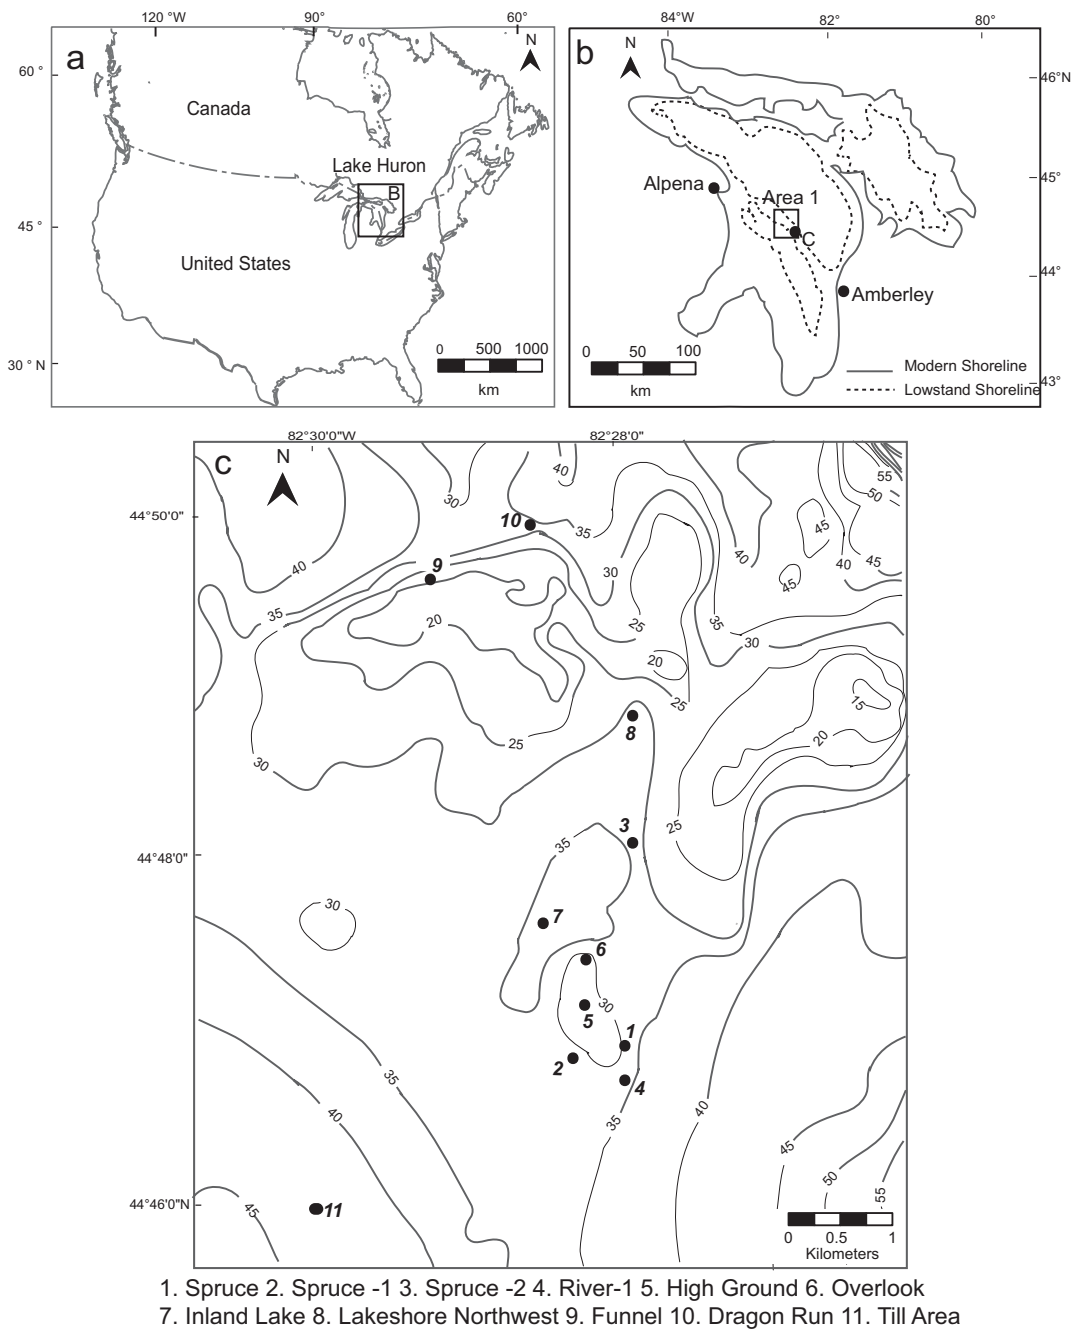 120 °W 90° 60°
a
N
60 °
Canada
Lake Huron
B
45 °
United States
30 ° N
0 500 1000
km
84°W 82° 80°
b
N
46°N
45°
44°
43°
Alpena
Area 1
C
Amberley
0 50 100
km
Modern Shoreline
Lowstand Shoreline
82°30'0"W 82°28'0"
c
N
40
30
55
50
44°50'0"
10
35
45
40
40
45
40
9
30
45
35
20
25
35
30
20
25
15
8
25
20
30
3
25
35
44°48'0"
30
7
6
30
5
1
2
4
35
40
35
40
45
50
55
44°46'0"N
45
11
0 0.5 1
Kilometers
1. Spruce 2. Spruce -1 3. Spruce -2 4. River-1 5. High Ground 6. Overlook
7. Inland Lake 8. Lakeshore Northwest 9. Funnel 10. Dragon Run 11. Till Area